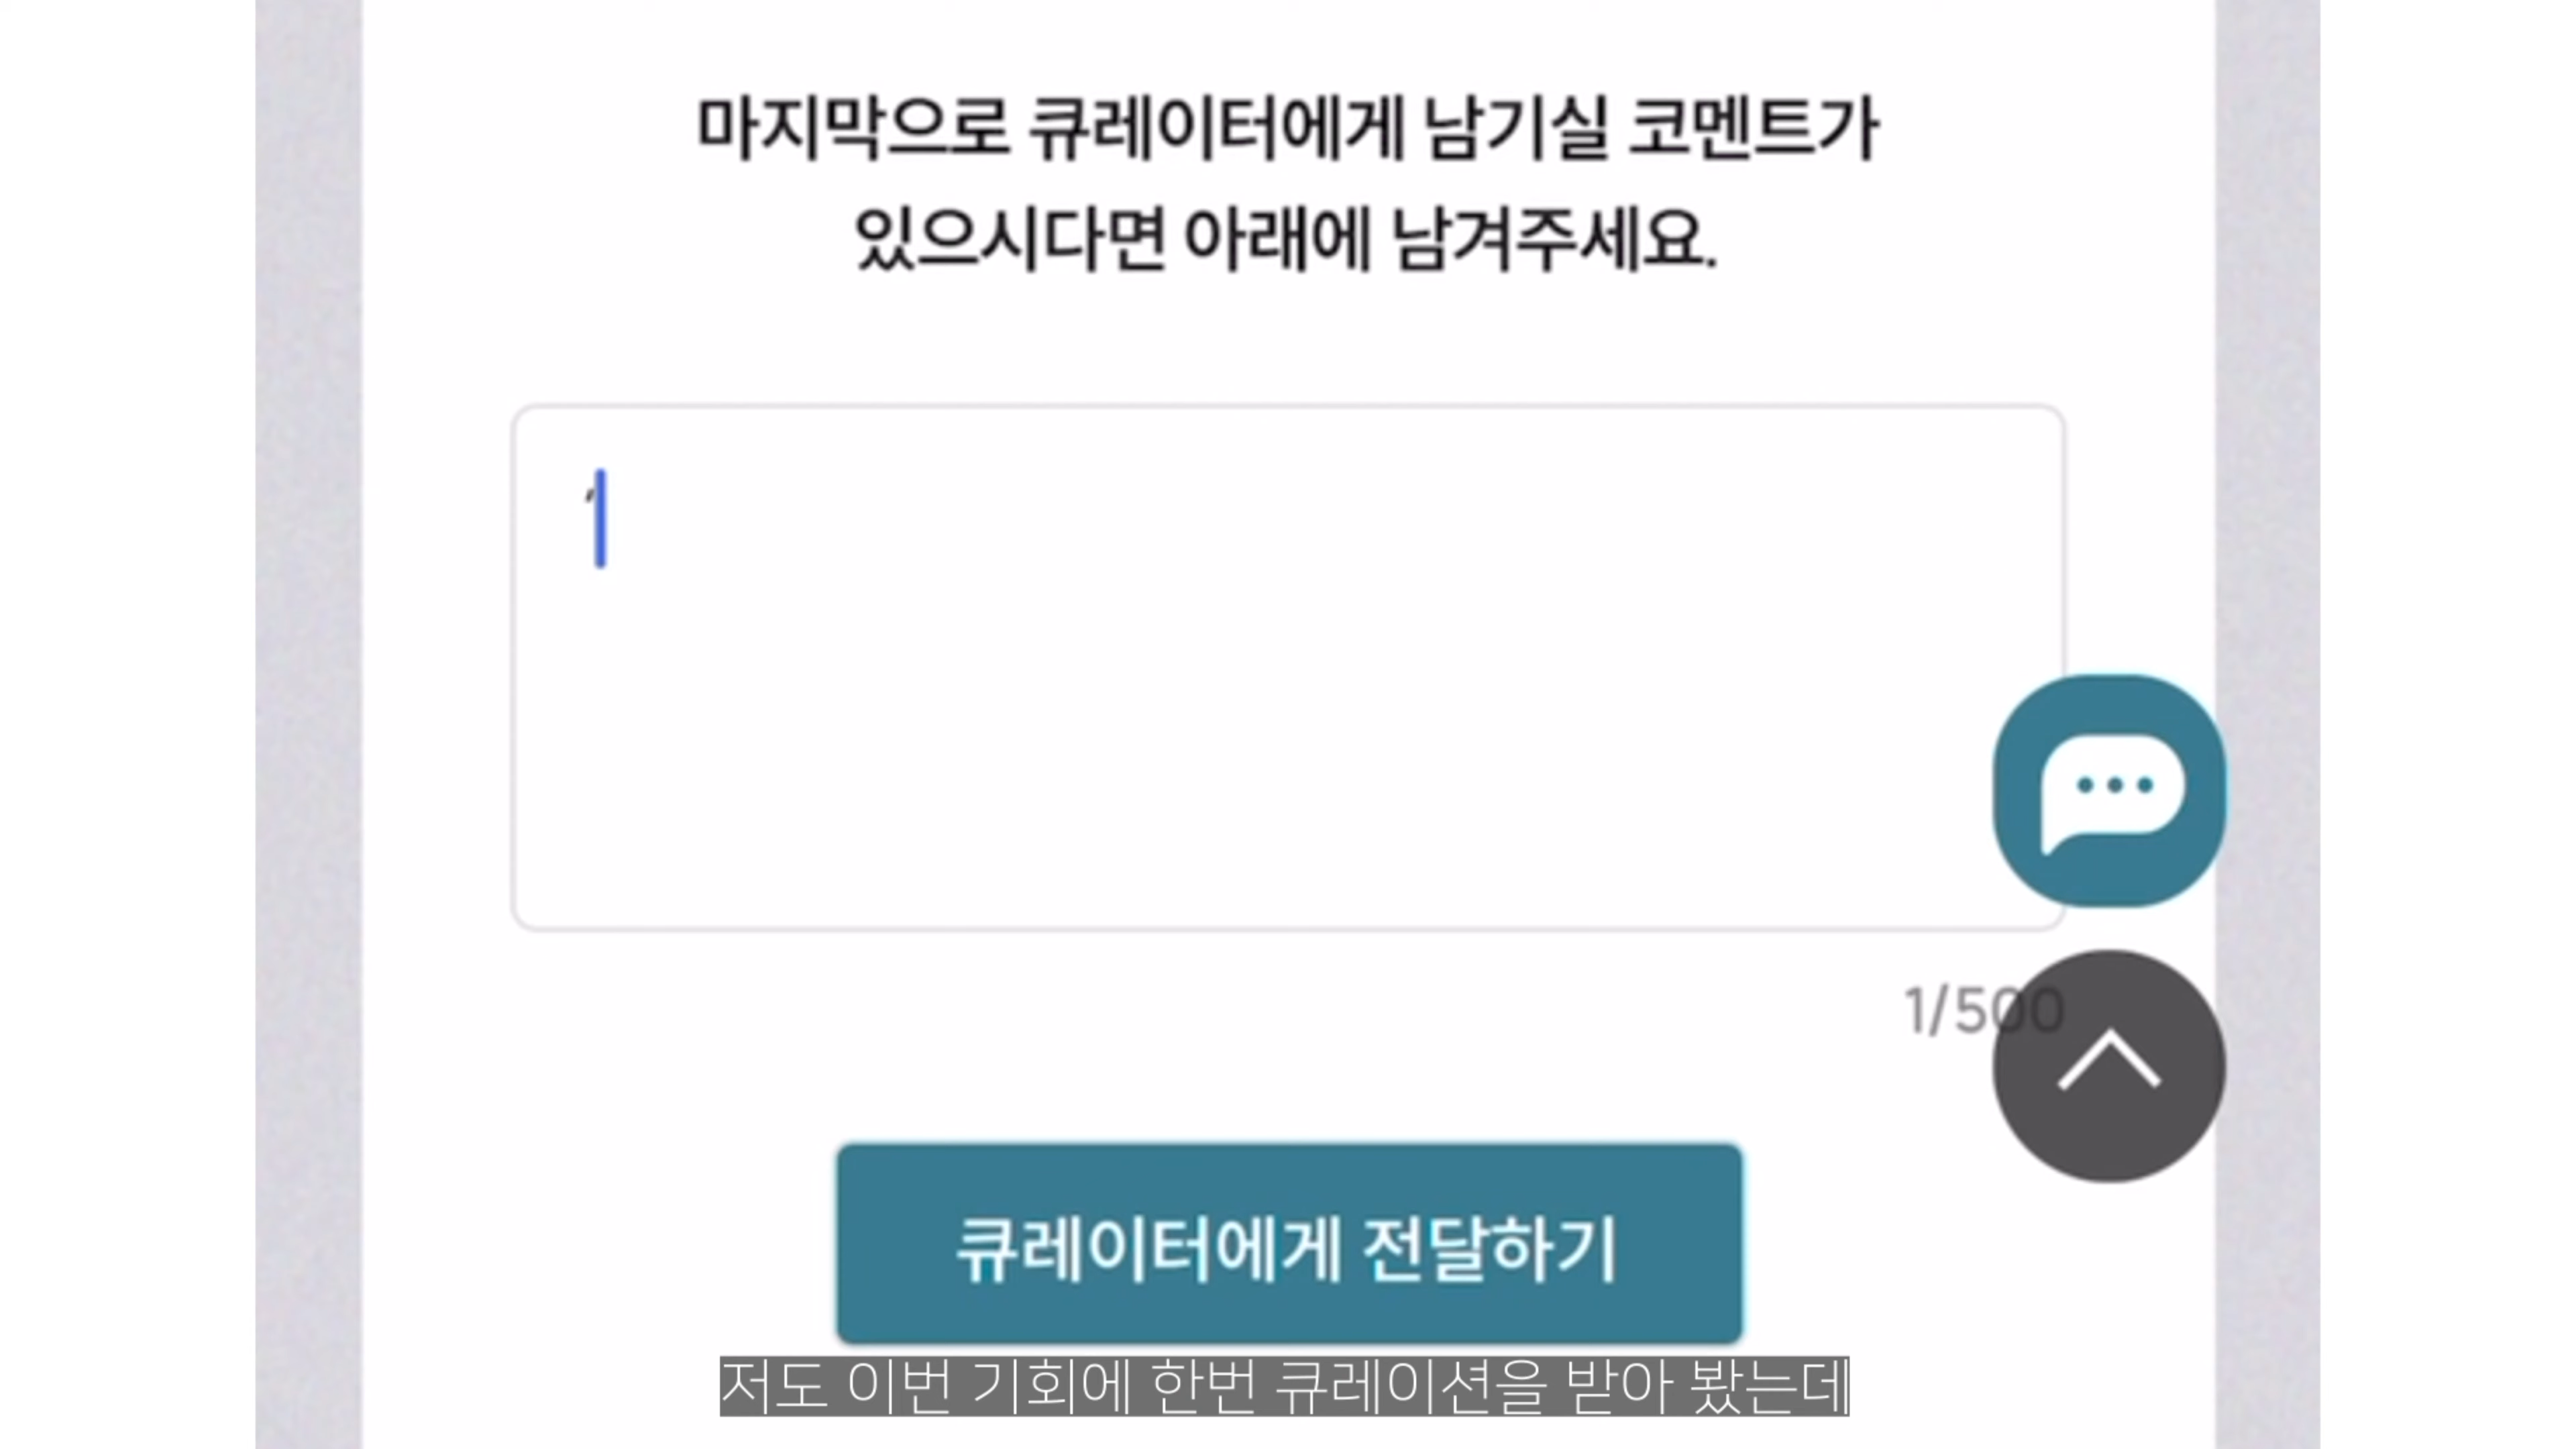 마지막으로 큐레이터에게 남기실 코멘트가
있으시다면 아래에 남겨주세요.
1/500
큐레이터에게 전달하기
저도 이번 기회에 한번 큐레이션을 받아 봤는데